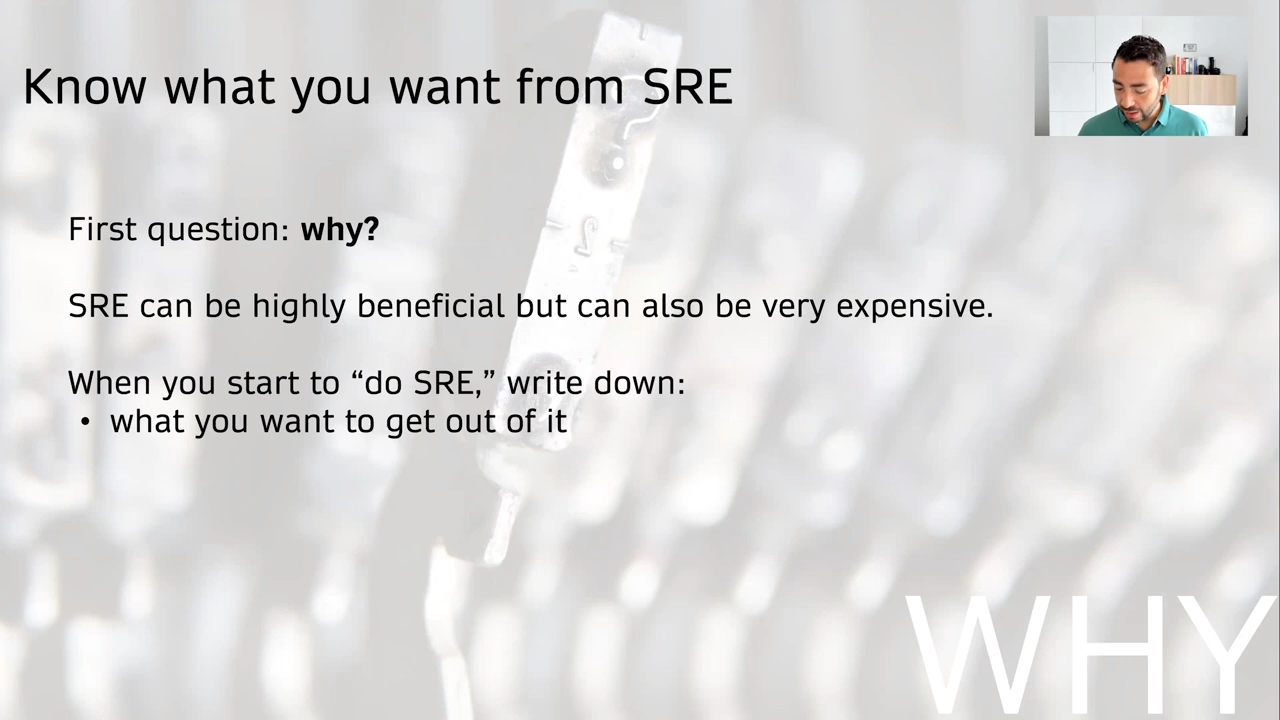 Know what you want from SRE
First question: why?
SRE can be highly beneficial but can also be very expensive.
When you start to “do SRE,” write down:
• what you want to get out of it
WHY